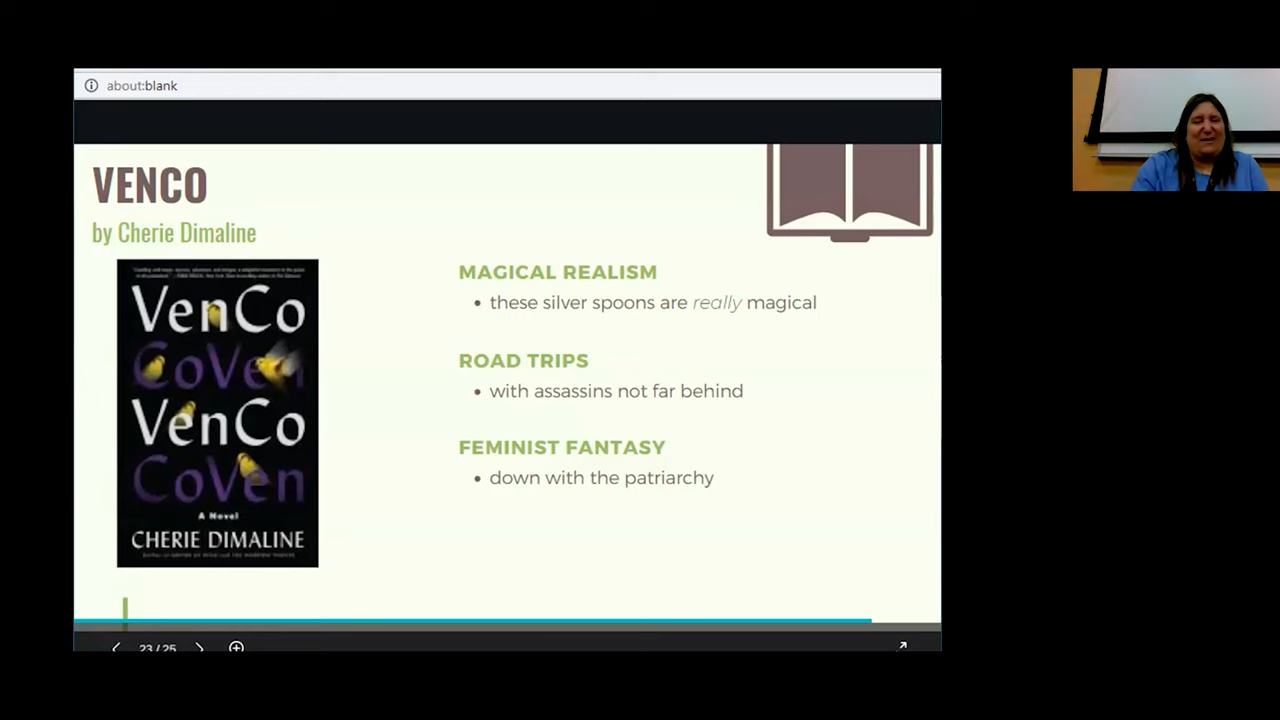 about:blank
VENCO
by Cherie Dimaline
VenCo
CoVen
VenCo
CoVen
A Novel
CHERIE DIMALINE
MAGICAL REALISM
• these silver spoons are really magical
ROAD TRIPS
• with assassins not far behind
FEMINIST FANTASY
• down with the patriarchy
23 / 25